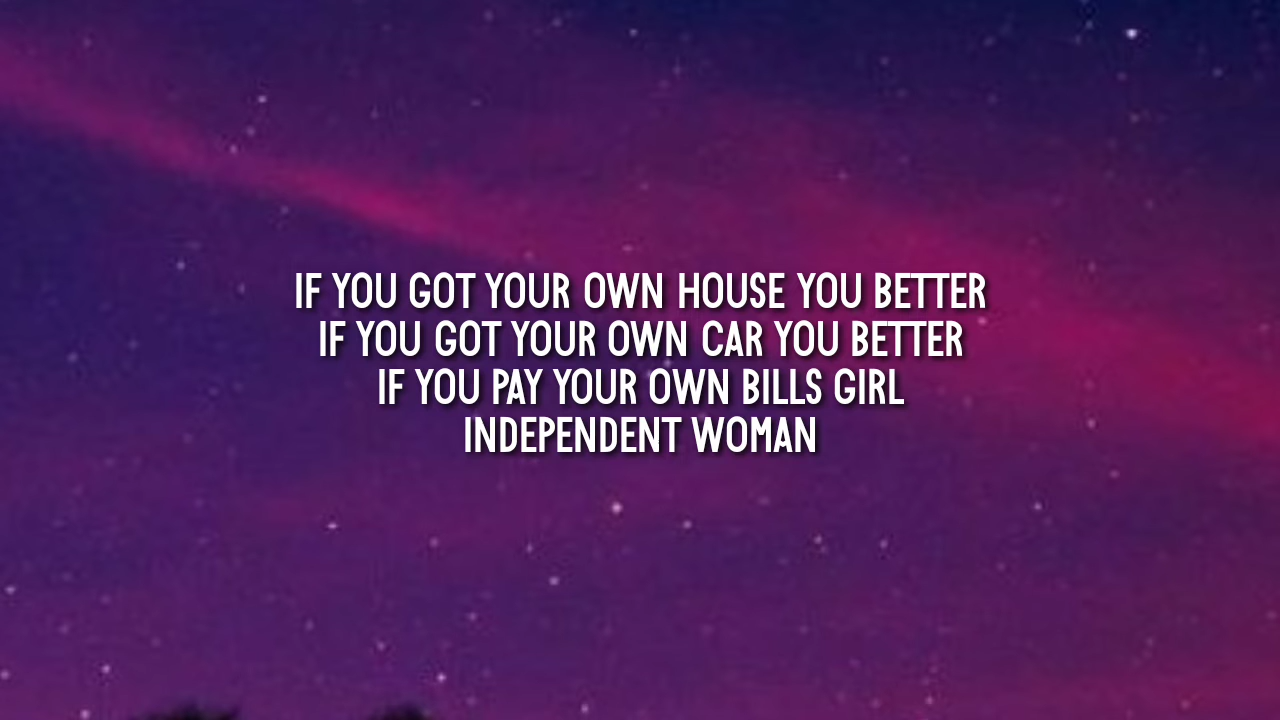 IF YOU GOT YOUR OWN HOUSE YOU BETTER
IF YOU GOT YOUR OWN CAR YOU BETTER
IF YOU PAY YOUR OWN BILLS GIRL
INDEPENDENT WOMAN